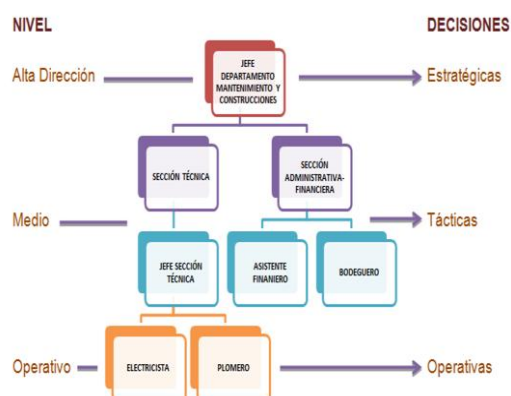 NIVEL
DECISIONES
JEFE
DEPARTAMENTO
MANTENIMIENTO Y
CONSTRUCCIONES
Alta Dirección
Estratégicas
SECCIÓN TÉCNICA
SECCIÓN
ADMINISTRATIVA-
FINANCIERA
Medio
Tácticas
JEFE SECCIÓN
TÉCNICA
ASISTENTE
FINANIERO
BODEGUERO
Operativo
ELECTRICISTA
PLOMERO
Operativas